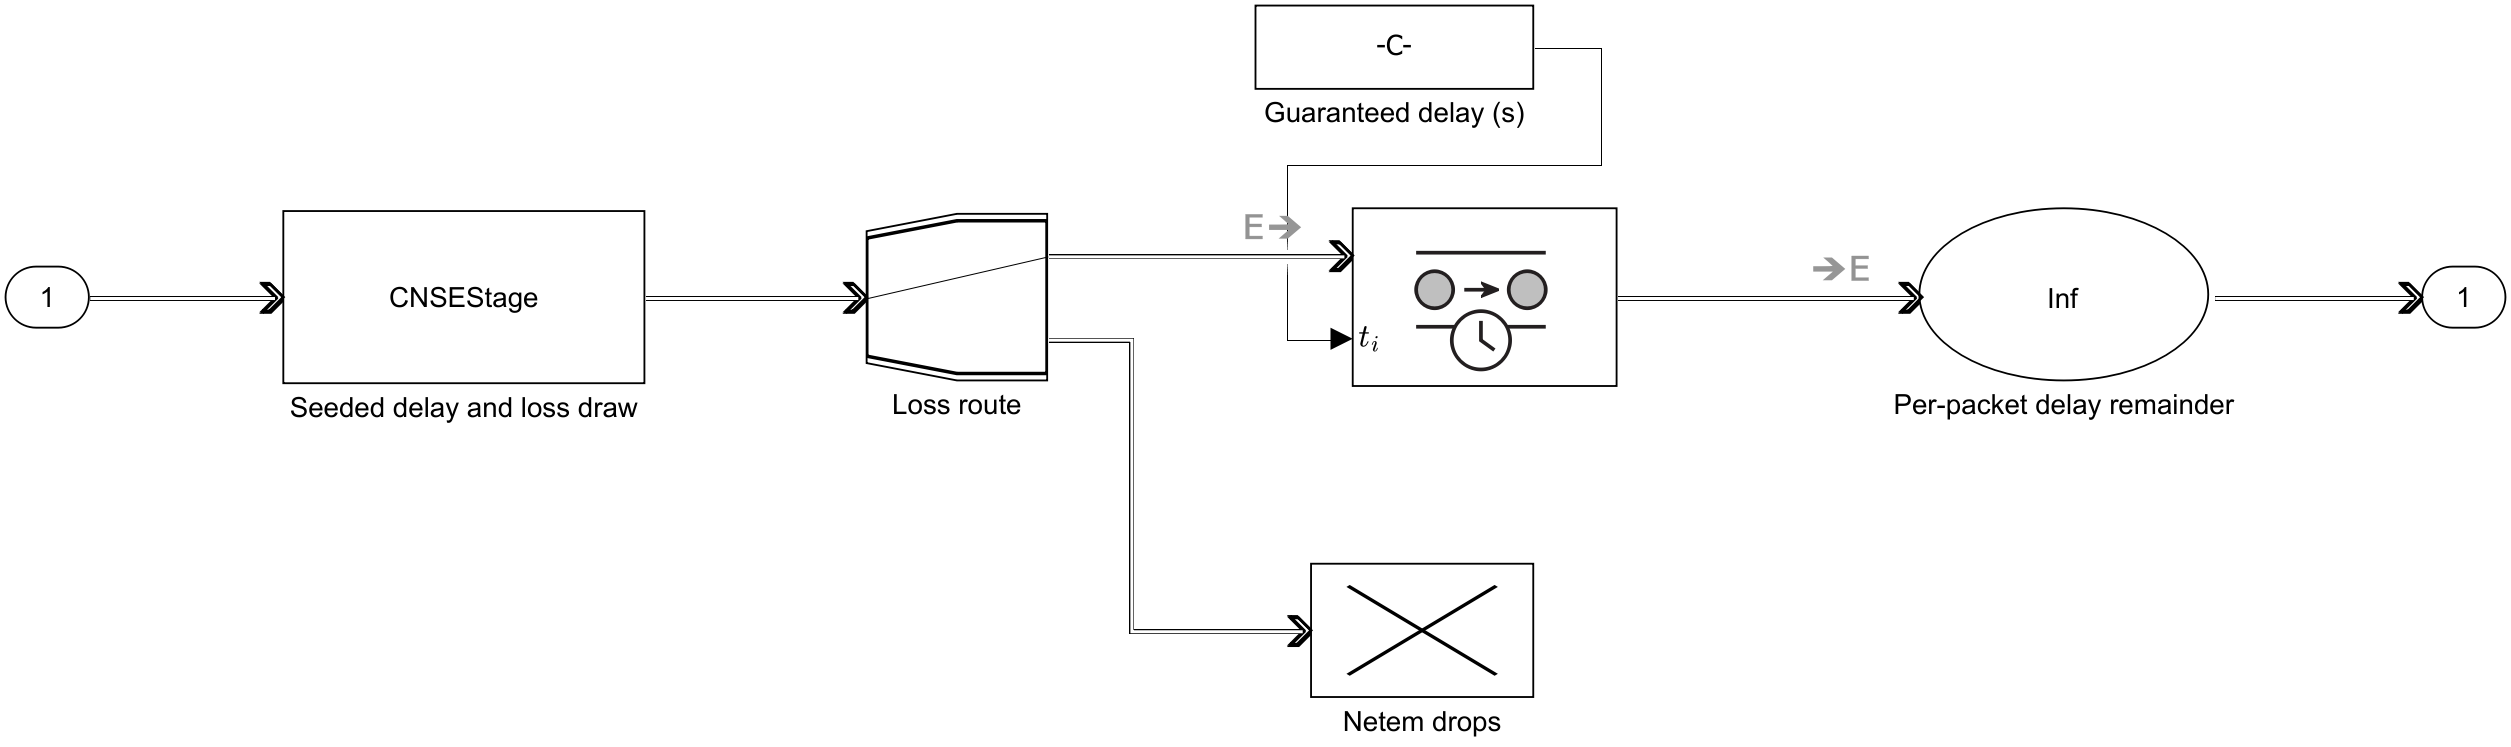 -C-
Guaranteed delay (s)
E
E
1
CNSEStage
t_i
Inf
1
Seeded delay and loss draw
Loss route
Per-packet delay remainder
Netem drops